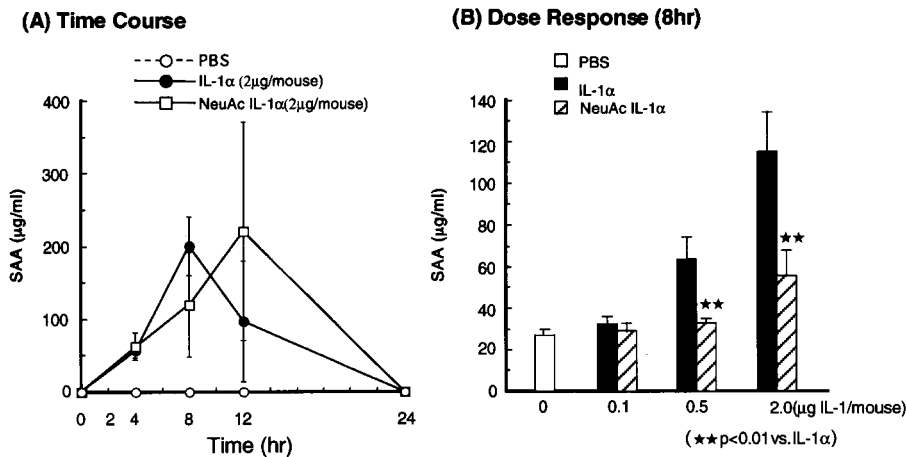 (A) Time Course
PBS
IL-1α (2μg/mouse)
NeuAc IL-1α(2μg/mouse)
400
300
200
100
0
SAA (μg/ml)
0 2 4 8 12 24
Time (hr)
(B) Dose Response (8hr)
PBS
IL-1α
NeuAc IL-1α
140
120
100
80
60
40
20
0
SAA (μg/ml)
★★
★★
0 0.1 0.5 2.0(μg IL-1/mouse)
(★★p<0.01vs.IL-1α)